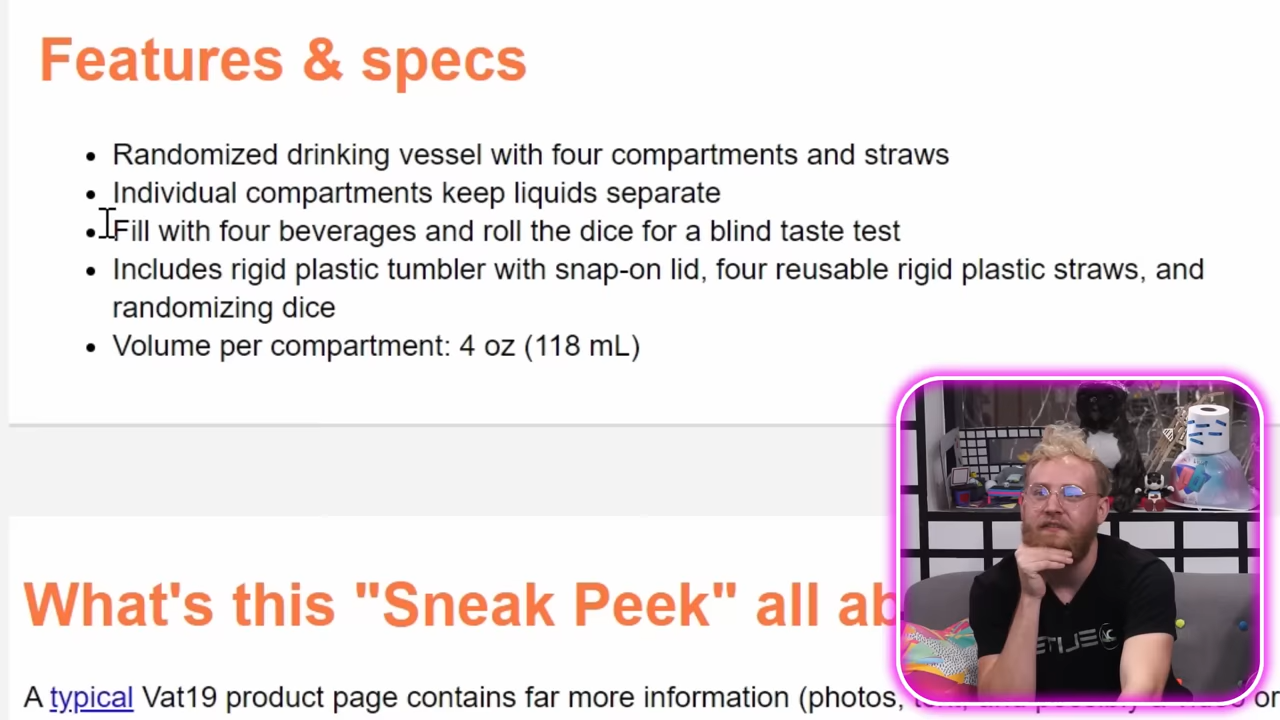 Features & specs
Randomized drinking vessel with four compartments and straws
Individual compartments keep liquids separate
Fill with four beverages and roll the dice for a blind taste test
Includes rigid plastic tumbler with snap-on lid, four reusable rigid plastic straws, and
randomizing dice
Volume per compartment: 4 oz (118 mL)
What's this "Sneak Peek" all
A typical Vat19 product page contains far more information (photos,